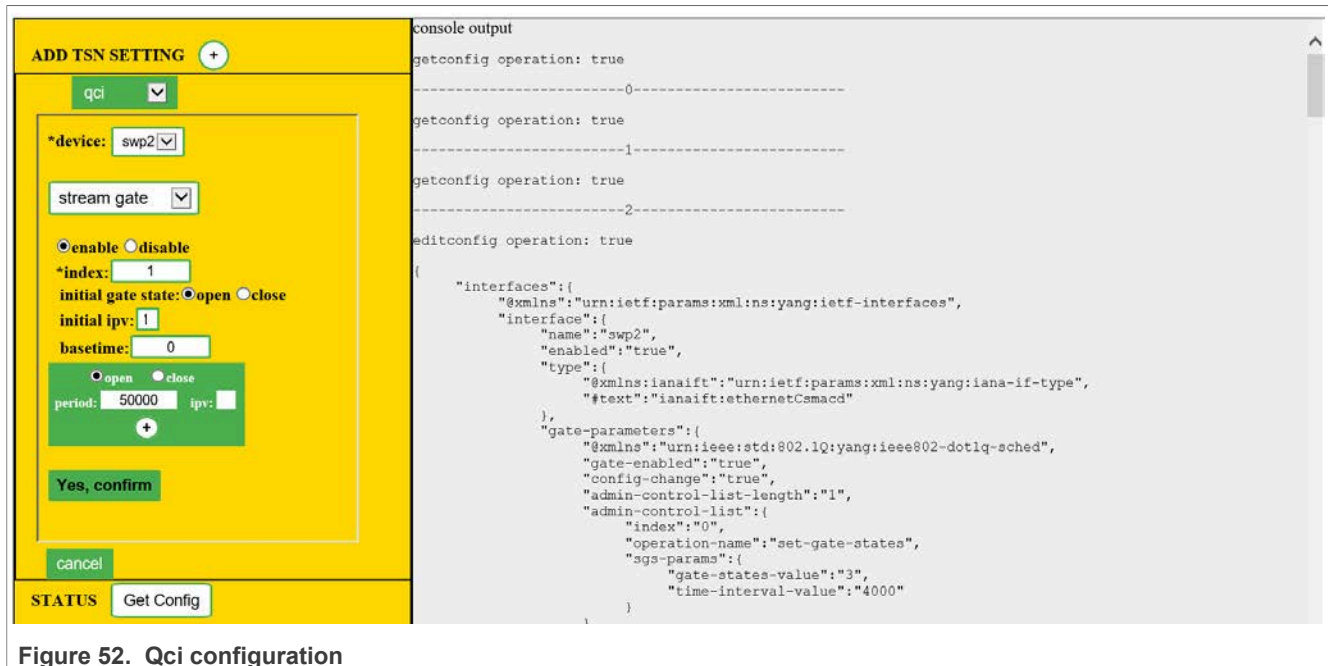 ADD TSN SETTING +
qci
*device: swp2
stream gate
enable disable
*index: 1
initial gate state: open close
initial ipv: 1
basetime: 0
open close
period: 50000 ipv:
+
Yes, confirm
cancel
STATUS Get Config
console output
getconfig operation: true
-------------------------0-------------------------
getconfig operation: true
-------------------------1-------------------------
getconfig operation: true
-------------------------2-------------------------
editconfig operation: true
{
"interfaces":{
"@xmlns":"urn:ietf:params:xml:ns:yang:ietf-interfaces",
"interface":{
"name":"swp2",
"enabled":"true",
"type":{
"@xmlns:ianaift":"urn:ietf:params:xml:ns:yang:iana-if-type",
"#text":"ianaift:ethernetCsmacd"
},
"gate-parameters":{
"@xmlns":"urn:ieee:std:802.1Q:yang:ieee802-dot1q-sched",
"gate-enabled":"true",
"config-change":"true",
"admin-control-list-length":"1",
"admin-control-list":{
"index":"0",
"operation-name":"set-gate-states",
"sgs-params":{
"gate-states-value":"3",
"time-interval-value":"4000"
}
}
Figure 52. Qci configuration